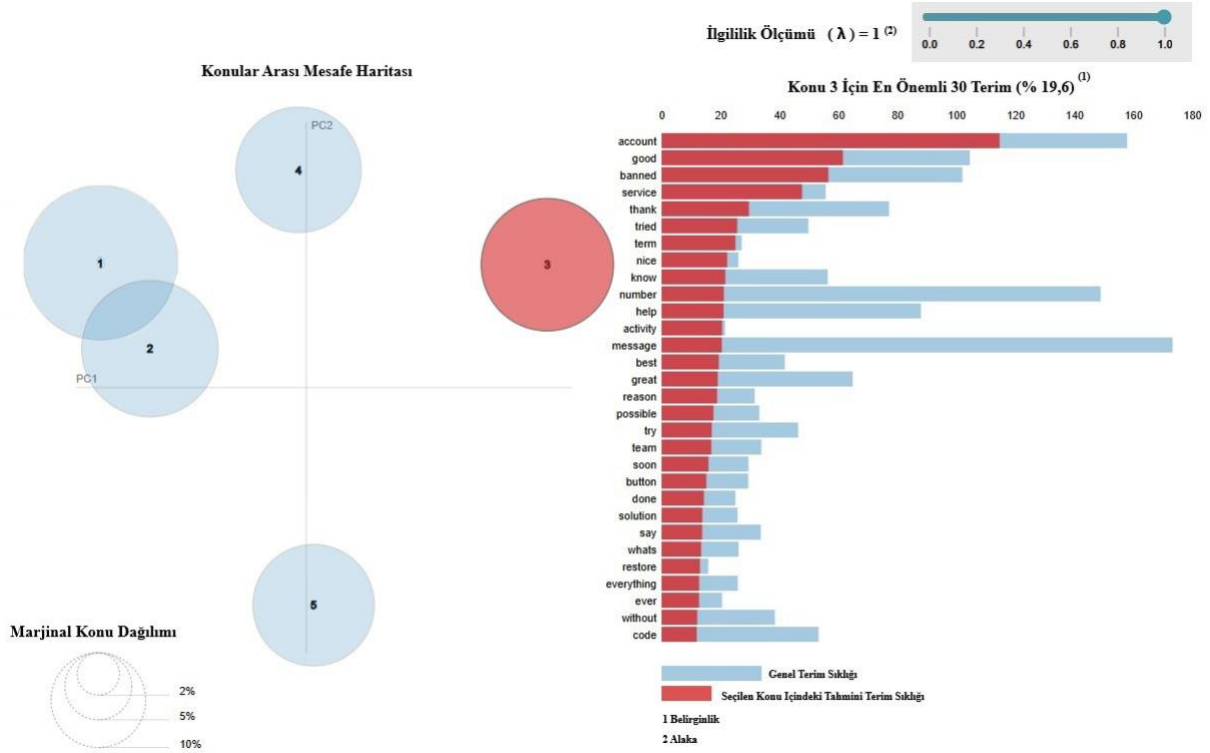 İlgililik Ölçümü (λ) = 1 (2)
0.0 0.2 0.4 0.6 0.8 1.0
Konular Arası Mesafe Haritası
PC2
4
1
3
2
PC1
5
Marjinal Konu Dağılımı
2%
5%
10%
Konu 3 İçin En Önemli 30 Terim (% 19,6) (1)
0 20 40 60 80 100 120 140 160 180
account
good
banned
service
thank
tried
term
nice
know
number
help
activity
message
best
great
reason
possible
try
team
soon
button
done
solution
say
whats
restore
everything
ever
without
code
Genel Terim Sıklığı
Seçilen Konu İçindeki Tahmini Terim Sıklığı
1 Belirginlik
2 Alaka